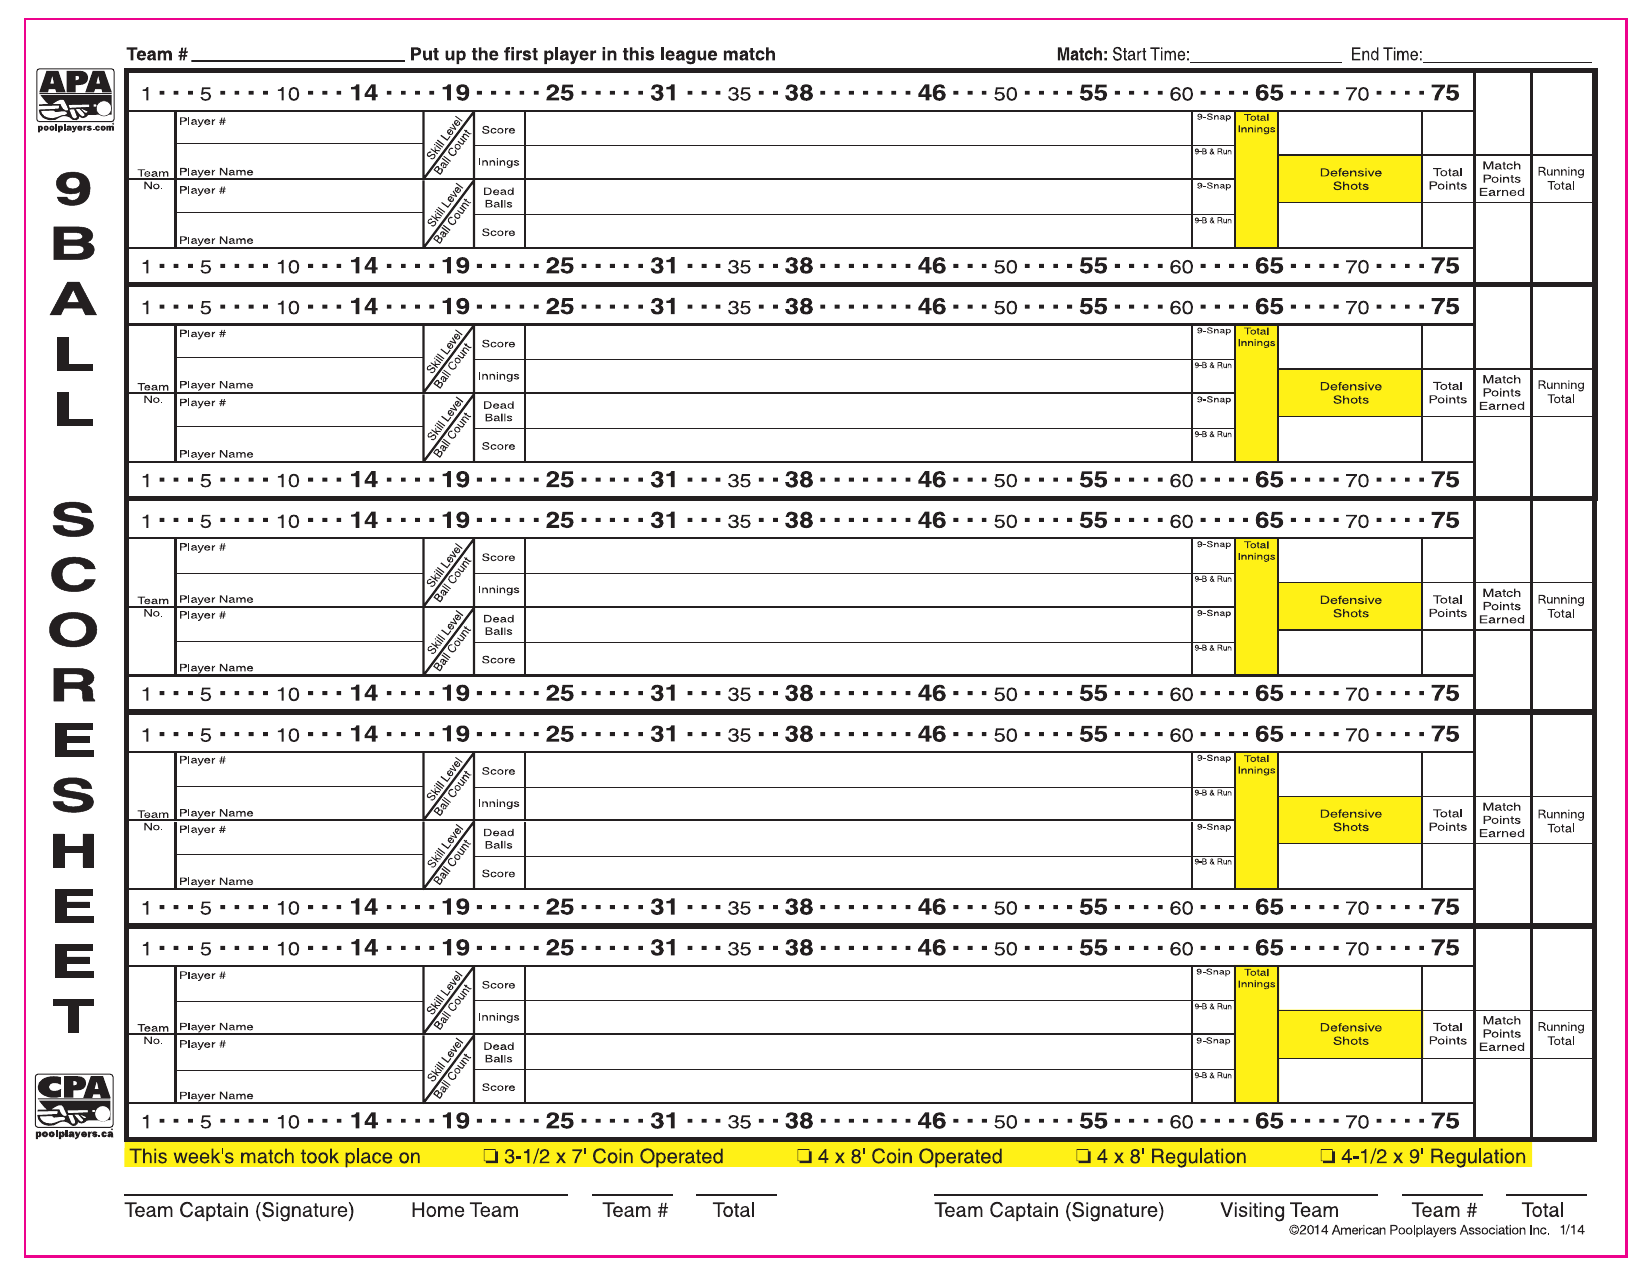 Team # Put up the first player in this league match Match: Start Time: End Time:
APA
poolplayers.com
9 BALL SCORESHEET
1 · · · 5 · · · · 10 · · · 14 · · · · 19 · · · · · 25 · · · · · 31 · · · 35 · · 38 · · · · · · · 46 · · · 50 · · · · 55 · · · · 60 · · · · 65 · · · · 70 · · · · 75
Player # Skill Level Ball Count Score 9-Snap Total Innings
Team No. Player Name Innings 9-B & Run Defensive Shots Total Points Match Points Earned Running Total
Player # Skill Level Ball Count Dead Balls 9-Snap
Player Name Score 9-B & Run
1 · · · 5 · · · · 10 · · · 14 · · · · 19 · · · · · 25 · · · · · 31 · · · 35 · · 38 · · · · · · · 46 · · · 50 · · · · 55 · · · · 60 · · · · 65 · · · · 70 · · · · 75
1 · · · 5 · · · · 10 · · · 14 · · · · 19 · · · · · 25 · · · · · 31 · · · 35 · · 38 · · · · · · · 46 · · · 50 · · · · 55 · · · · 60 · · · · 65 · · · · 70 · · · · 75
Player # Skill Level Ball Count Score 9-Snap Total Innings
Team No. Player Name Innings 9-B & Run Defensive Shots Total Points Match Points Earned Running Total
Player # Skill Level Ball Count Dead Balls 9-Snap
Player Name Score 9-B & Run
1 · · · 5 · · · · 10 · · · 14 · · · · 19 · · · · · 25 · · · · · 31 · · · 35 · · 38 · · · · · · · 46 · · · 50 · · · · 55 · · · · 60 · · · · 65 · · · · 70 · · · · 75
1 · · · 5 · · · · 10 · · · 14 · · · · 19 · · · · · 25 · · · · · 31 · · · 35 · · 38 · · · · · · · 46 · · · 50 · · · · 55 · · · · 60 · · · · 65 · · · · 70 · · · · 75
Player # Skill Level Ball Count Score 9-Snap Total Innings
Team No. Player Name Innings 9-B & Run Defensive Shots Total Points Match Points Earned Running Total
Player # Skill Level Ball Count Dead Balls 9-Snap
Player Name Score 9-B & Run
1 · · · 5 · · · · 10 · · · 14 · · · · 19 · · · · · 25 · · · · · 31 · · · 35 · · 38 · · · · · · · 46 · · · 50 · · · · 55 · · · · 60 · · · · 65 · · · · 70 · · · · 75
1 · · · 5 · · · · 10 · · · 14 · · · · 19 · · · · · 25 · · · · · 31 · · · 35 · · 38 · · · · · · · 46 · · · 50 · · · · 55 · · · · 60 · · · · 65 · · · · 70 · · · · 75
Player # Skill Level Ball Count Score 9-Snap Total Innings
Team No. Player Name Innings 9-B & Run Defensive Shots Total Points Match Points Earned Running Total
Player # Skill Level Ball Count Dead Balls 9-Snap
Player Name Score 9-B & Run
1 · · · 5 · · · · 10 · · · 14 · · · · 19 · · · · · 25 · · · · · 31 · · · 35 · · 38 · · · · · · · 46 · · · 50 · · · · 55 · · · · 60 · · · · 65 · · · · 70 · · · · 75
1 · · · 5 · · · · 10 · · · 14 · · · · 19 · · · · · 25 · · · · · 31 · · · 35 · · 38 · · · · · · · 46 · · · 50 · · · · 55 · · · · 60 · · · · 65 · · · · 70 · · · · 75
Player # Skill Level Ball Count Score 9-Snap Total Innings
Team No. Player Name Innings 9-B & Run Defensive Shots Total Points Match Points Earned Running Total
Player # Skill Level Ball Count Dead Balls 9-Snap
Player Name Score 9-B & Run
1 · · · 5 · · · · 10 · · · 14 · · · · 19 · · · · · 25 · · · · · 31 · · · 35 · · 38 · · · · · · · 46 · · · 50 · · · · 55 · · · · 60 · · · · 65 · · · · 70 · · · · 75
CPA
poolplayers.ca
This week's match took place on ❏ 3-1/2 x 7' Coin Operated ❏ 4 x 8' Coin Operated ❏ 4 x 8' Regulation ❏ 4-1/2 x 9' Regulation
Team Captain (Signature) Home Team Team # Total Team Captain (Signature) Visiting Team Team # Total
©2014 American Poolplayers Association Inc. 1/14